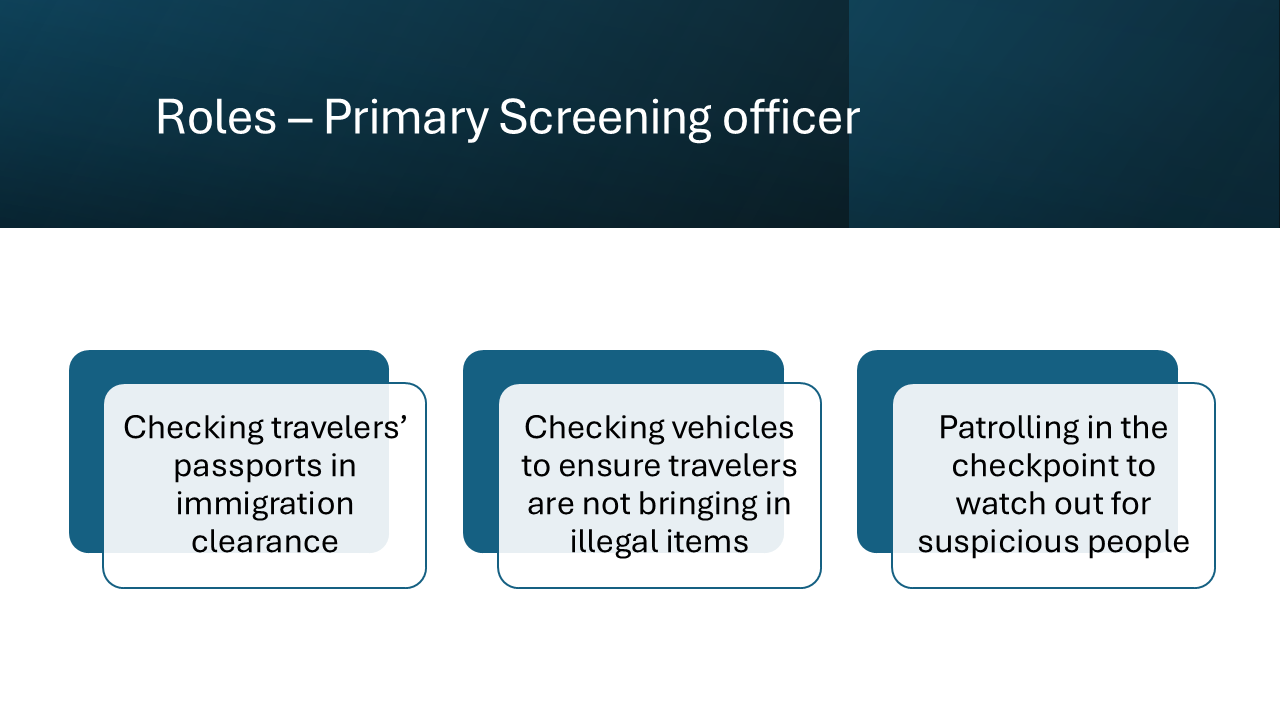 Roles – Primary Screening officer
Checking travelers’
passports in
immigration
clearance
Checking vehicles
to ensure travelers
are not bringing in
illegal items
Patrolling in the
checkpoint to
watch out for
suspicious people